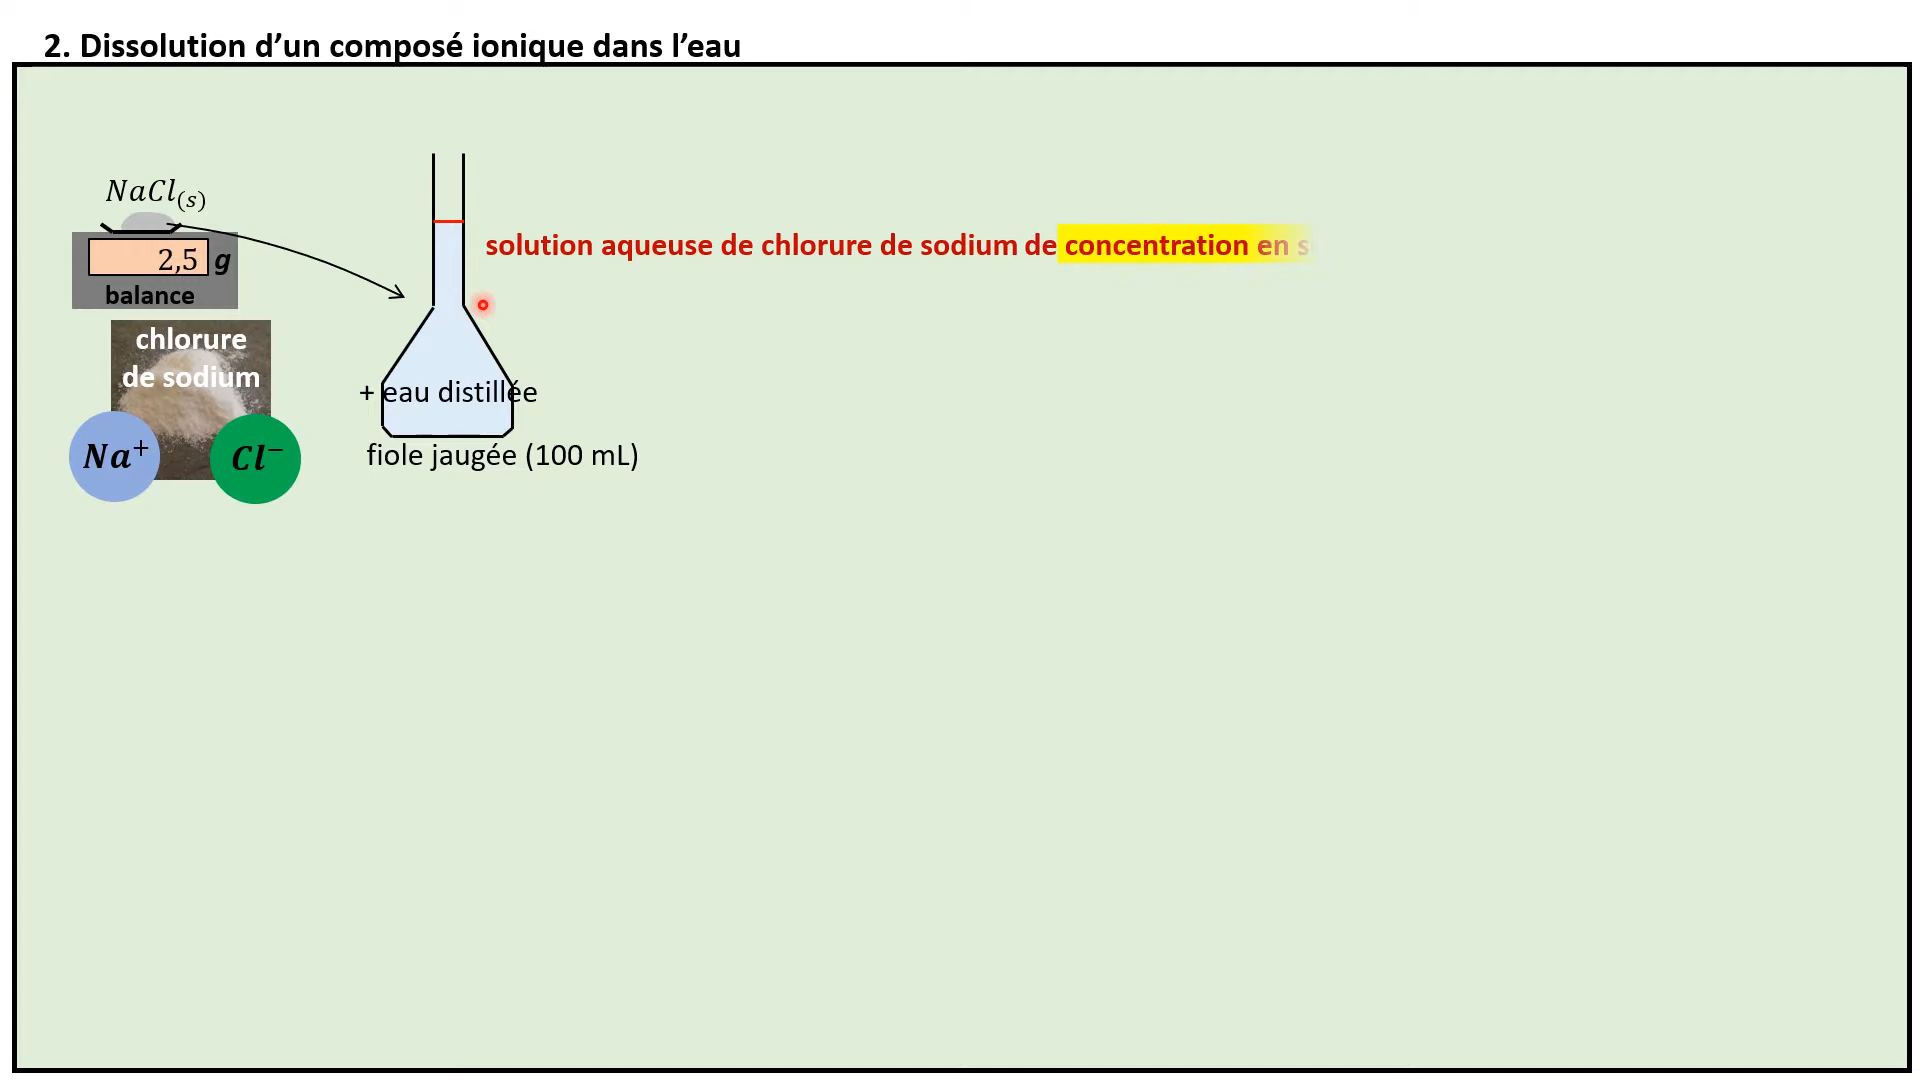 2. Dissolution d’un composé ionique dans l’eau
NaCl(s)
2,5 g
balance
chlorure
de sodium
Na⁺
Cl⁻
solution aqueuse de chlorure de sodium de concentration en
+ eau distillée
fiole jaugée (100 mL)